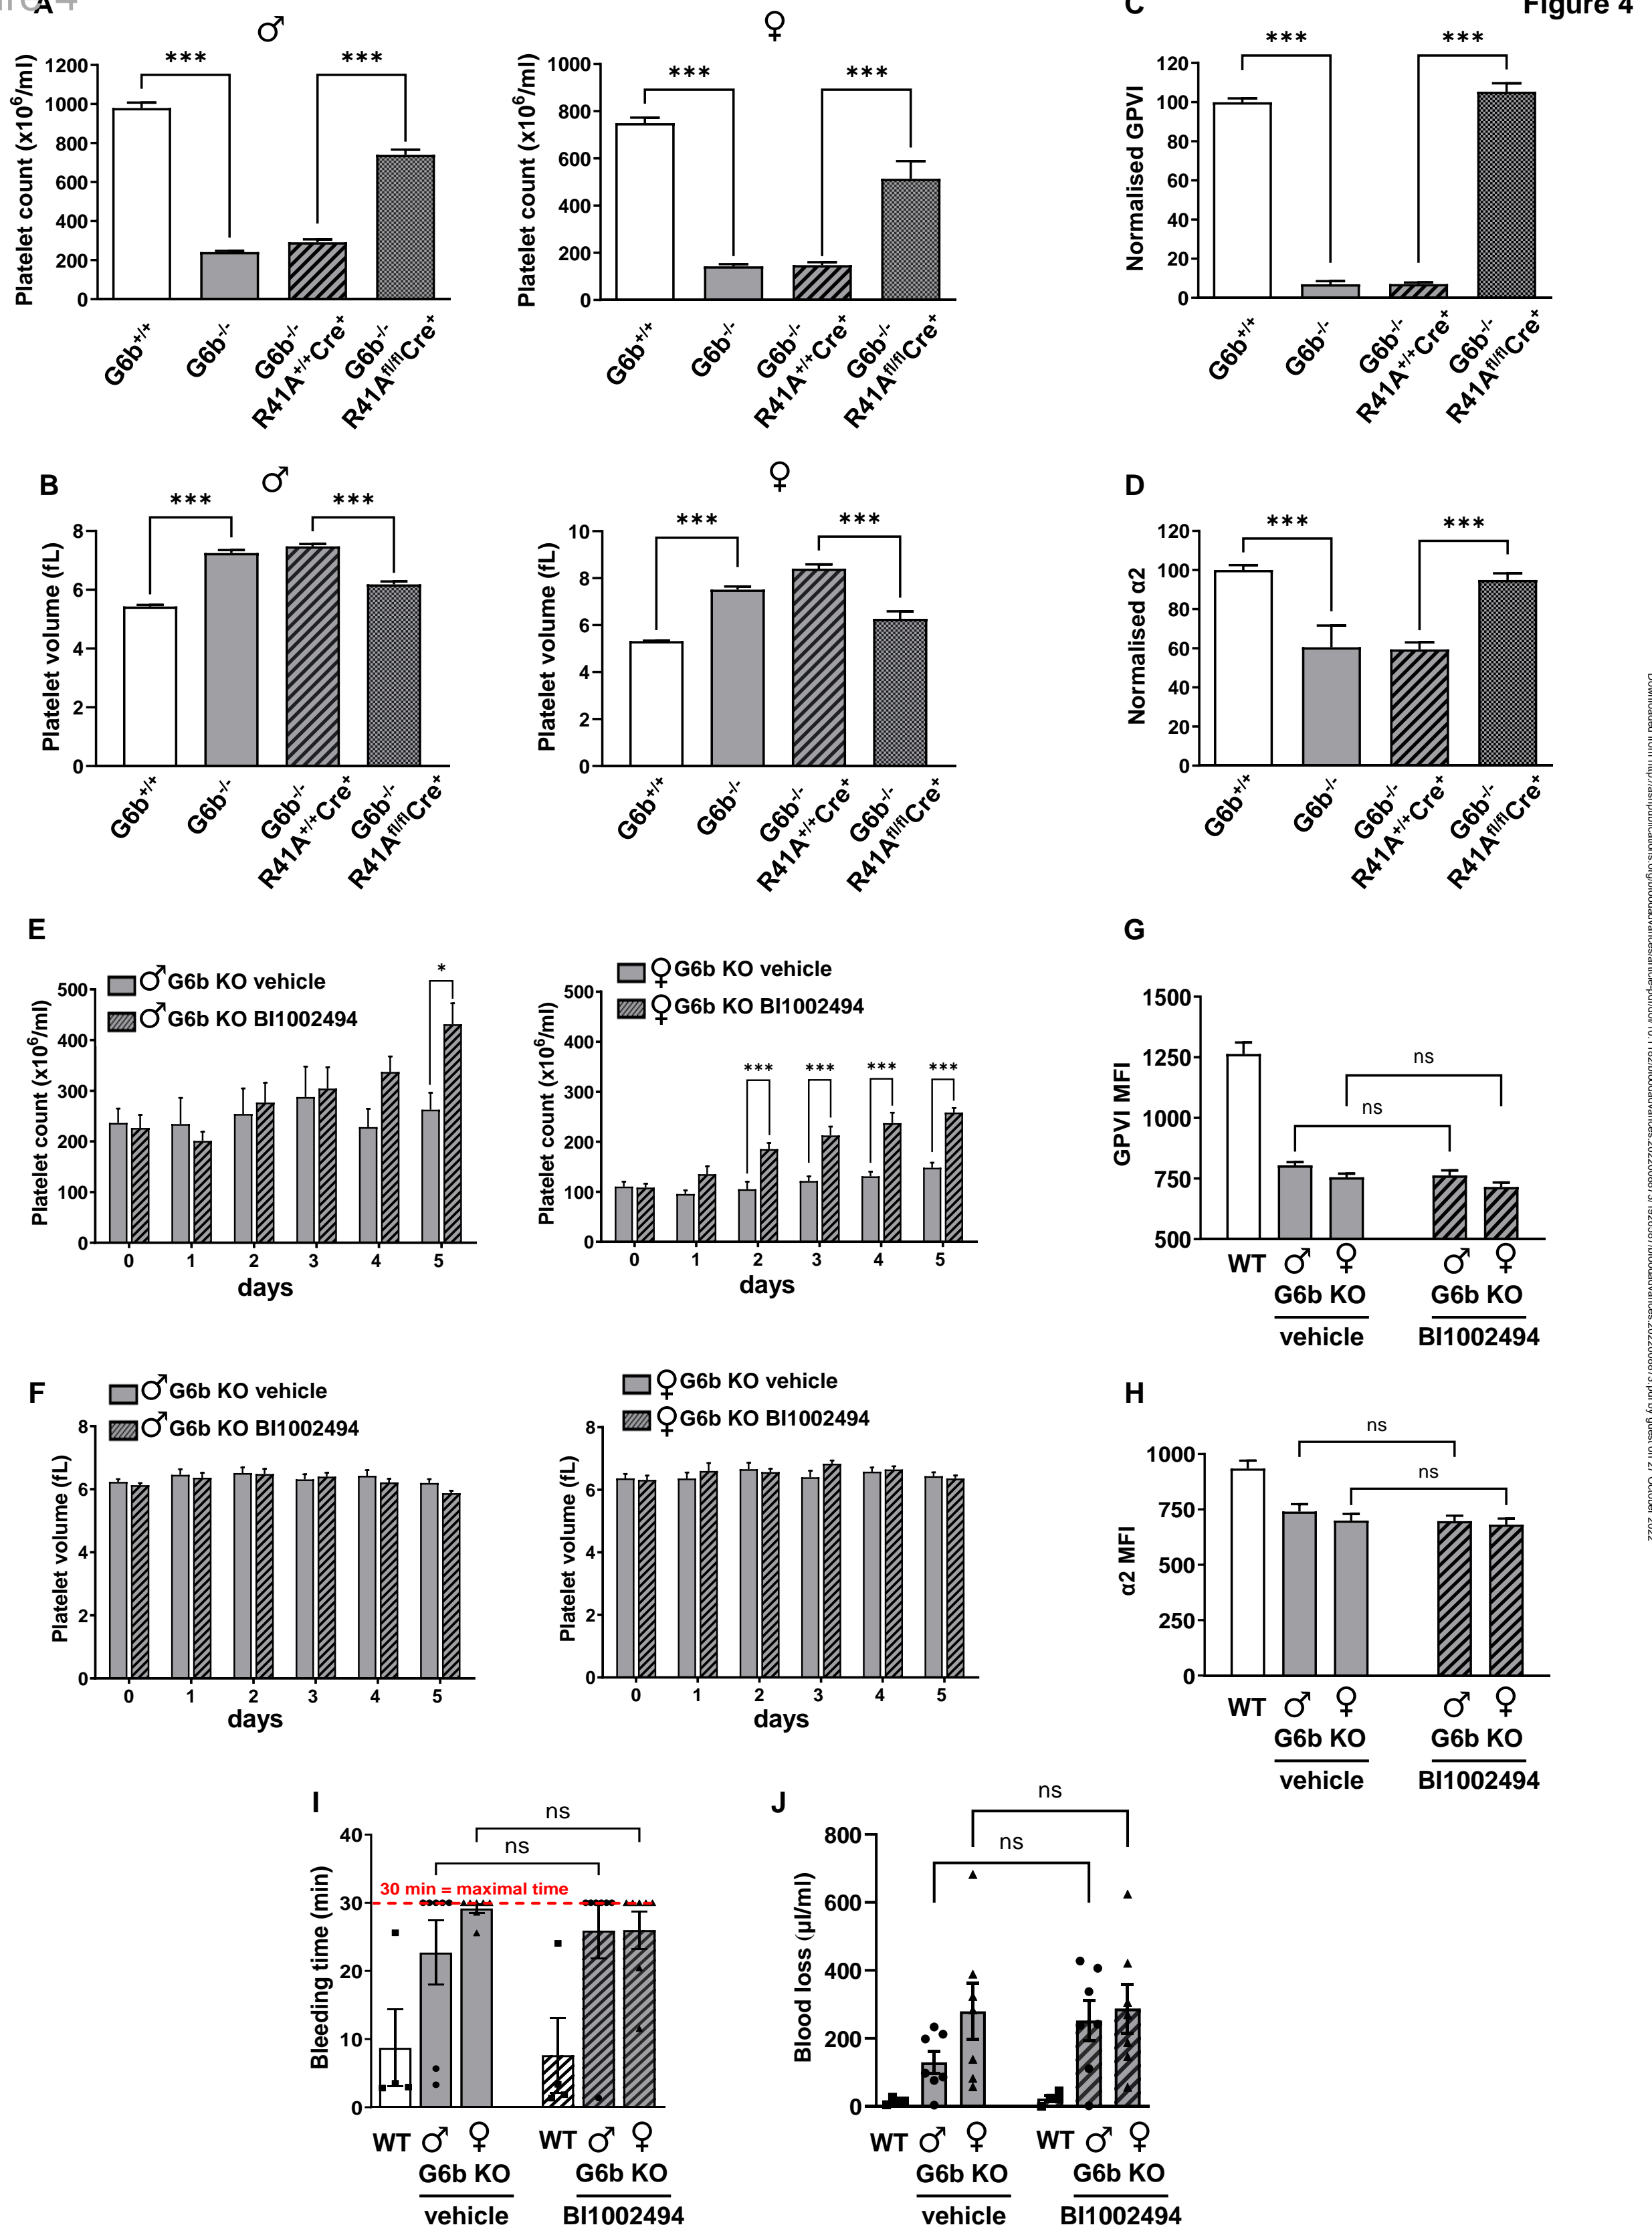 Figure 4
A
♂
Platelet count (x10⁶/ml)
1200
1000
800
600
400
200
0
***
***
G6b+/+
G6b-/-
G6b-/-
R41A+/+Cre+
G6b-/-
R41Afl/flCre+
♀
Platelet count (x10⁶/ml)
1000
800
600
400
200
0
***
***
G6b+/+
G6b-/-
G6b-/-
R41A+/+Cre+
G6b-/-
R41Afl/flCre+
C
Normalised GPVI
120
100
80
60
40
20
0
***
***
G6b+/+
G6b-/-
G6b-/-
R41A+/+Cre+
G6b-/-
R41Afl/flCre+
B
♂
Platelet volume (fL)
8
6
4
2
0
***
***
G6b+/+
G6b-/-
G6b-/-
R41A+/+Cre+
G6b-/-
R41Afl/flCre+
♀
Platelet volume (fL)
10
8
6
4
2
0
***
***
G6b+/+
G6b-/-
G6b-/-
R41A+/+Cre+
G6b-/-
R41Afl/flCre+
D
Normalised α2
120
100
80
60
40
20
0
***
***
G6b+/+
G6b-/-
G6b-/-
R41A+/+Cre+
G6b-/-
R41Afl/flCre+
E
♂ G6b KO vehicle
♂ G6b KO BI1002494
Platelet count (x10⁶/ml)
500
400
300
200
100
0
*
0 1 2 3 4 5
days
♀ G6b KO vehicle
♀ G6b KO BI1002494
Platelet count (x10⁶/ml)
500
400
300
200
100
0
*** *** *** ***
0 1 2 3 4 5
days
G
GPVI MFI
1500
1250
1000
750
500
ns
ns
WT ♂ ♀ ♂ ♀
G6b KO G6b KO
vehicle BI1002494
F
♂ G6b KO vehicle
♂ G6b KO BI1002494
Platelet volume (fL)
8
6
4
2
0
0 1 2 3 4 5
days
♀ G6b KO vehicle
♀ G6b KO BI1002494
Platelet volume (fL)
8
6
4
2
0
0 1 2 3 4 5
days
H
α2 MFI
1000
750
500
250
0
ns
ns
WT ♂ ♀ ♂ ♀
G6b KO G6b KO
vehicle BI1002494
I
Bleeding time (min)
40
30
20
10
0
ns
ns
30 min = maximal time
WT ♂ ♀ WT ♂ ♀
G6b KO G6b KO
vehicle BI1002494
J
Blood loss (µl/ml)
800
600
400
200
0
ns
ns
WT ♂ ♀ WT ♂ ♀
G6b KO G6b KO
vehicle BI1002494